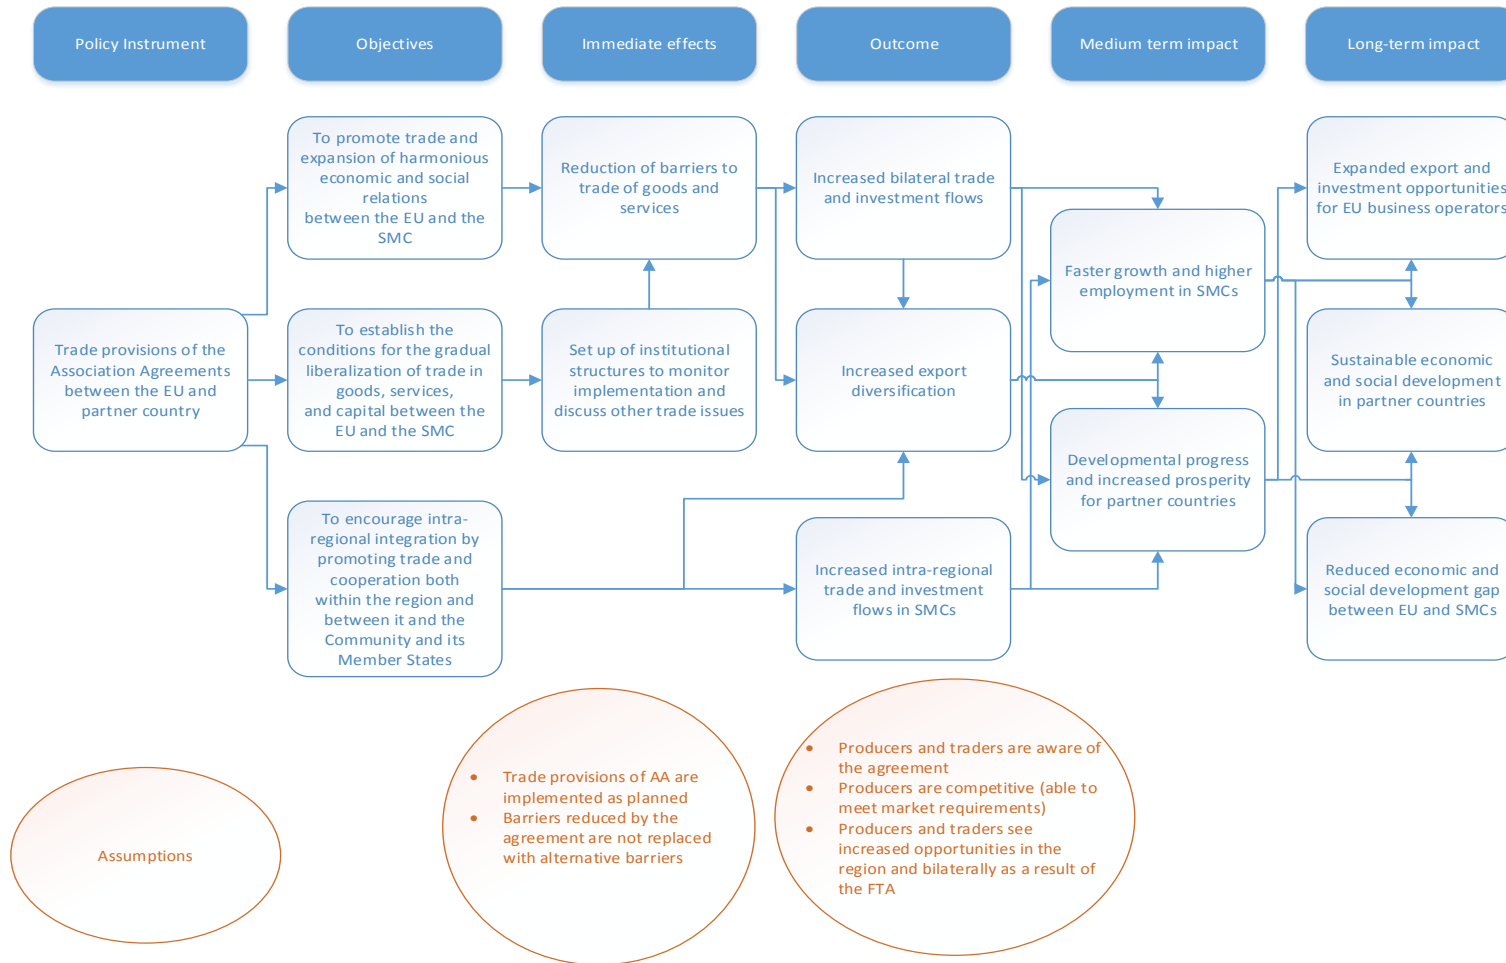 Policy Instrument
Objectives
Immediate effects
Outcome
Medium term impact
Long-term impact
Trade provisions of the
Association Agreements
between the EU and
partner country
To promote trade and
expansion of harmonious
economic and social
relations
between the EU and the
SMC
To establish the
conditions for the gradual
liberalization of trade in
goods, services,
and capital between the
EU and the SMC
To encourage intra-
regional integration by
promoting trade and
cooperation both
within the region and
between it and the
Community and its
Member States
Reduction of barriers to
trade of goods and
services
Set up of institutional
structures to monitor
implementation and
discuss other trade issues
Increased bilateral trade
and investment flows
Increased export
diversification
Increased intra-regional
trade and investment
flows in SMCs
Faster growth and higher
employment in SMCs
Developmental progress
and increased prosperity
for partner countries
Expanded export and
investment opportunities
for EU business operators
Sustainable economic
and social development
in partner countries
Reduced economic and
social development gap
between EU and SMCs
Assumptions
• Trade provisions of AA are
implemented as planned
• Barriers reduced by the
agreement are not replaced
with alternative barriers
• Producers and traders are aware of
the agreement
• Producers are competitive (able to
meet market requirements)
• Producers and traders see
increased opportunities in the
region and bilaterally as a result of
the FTA